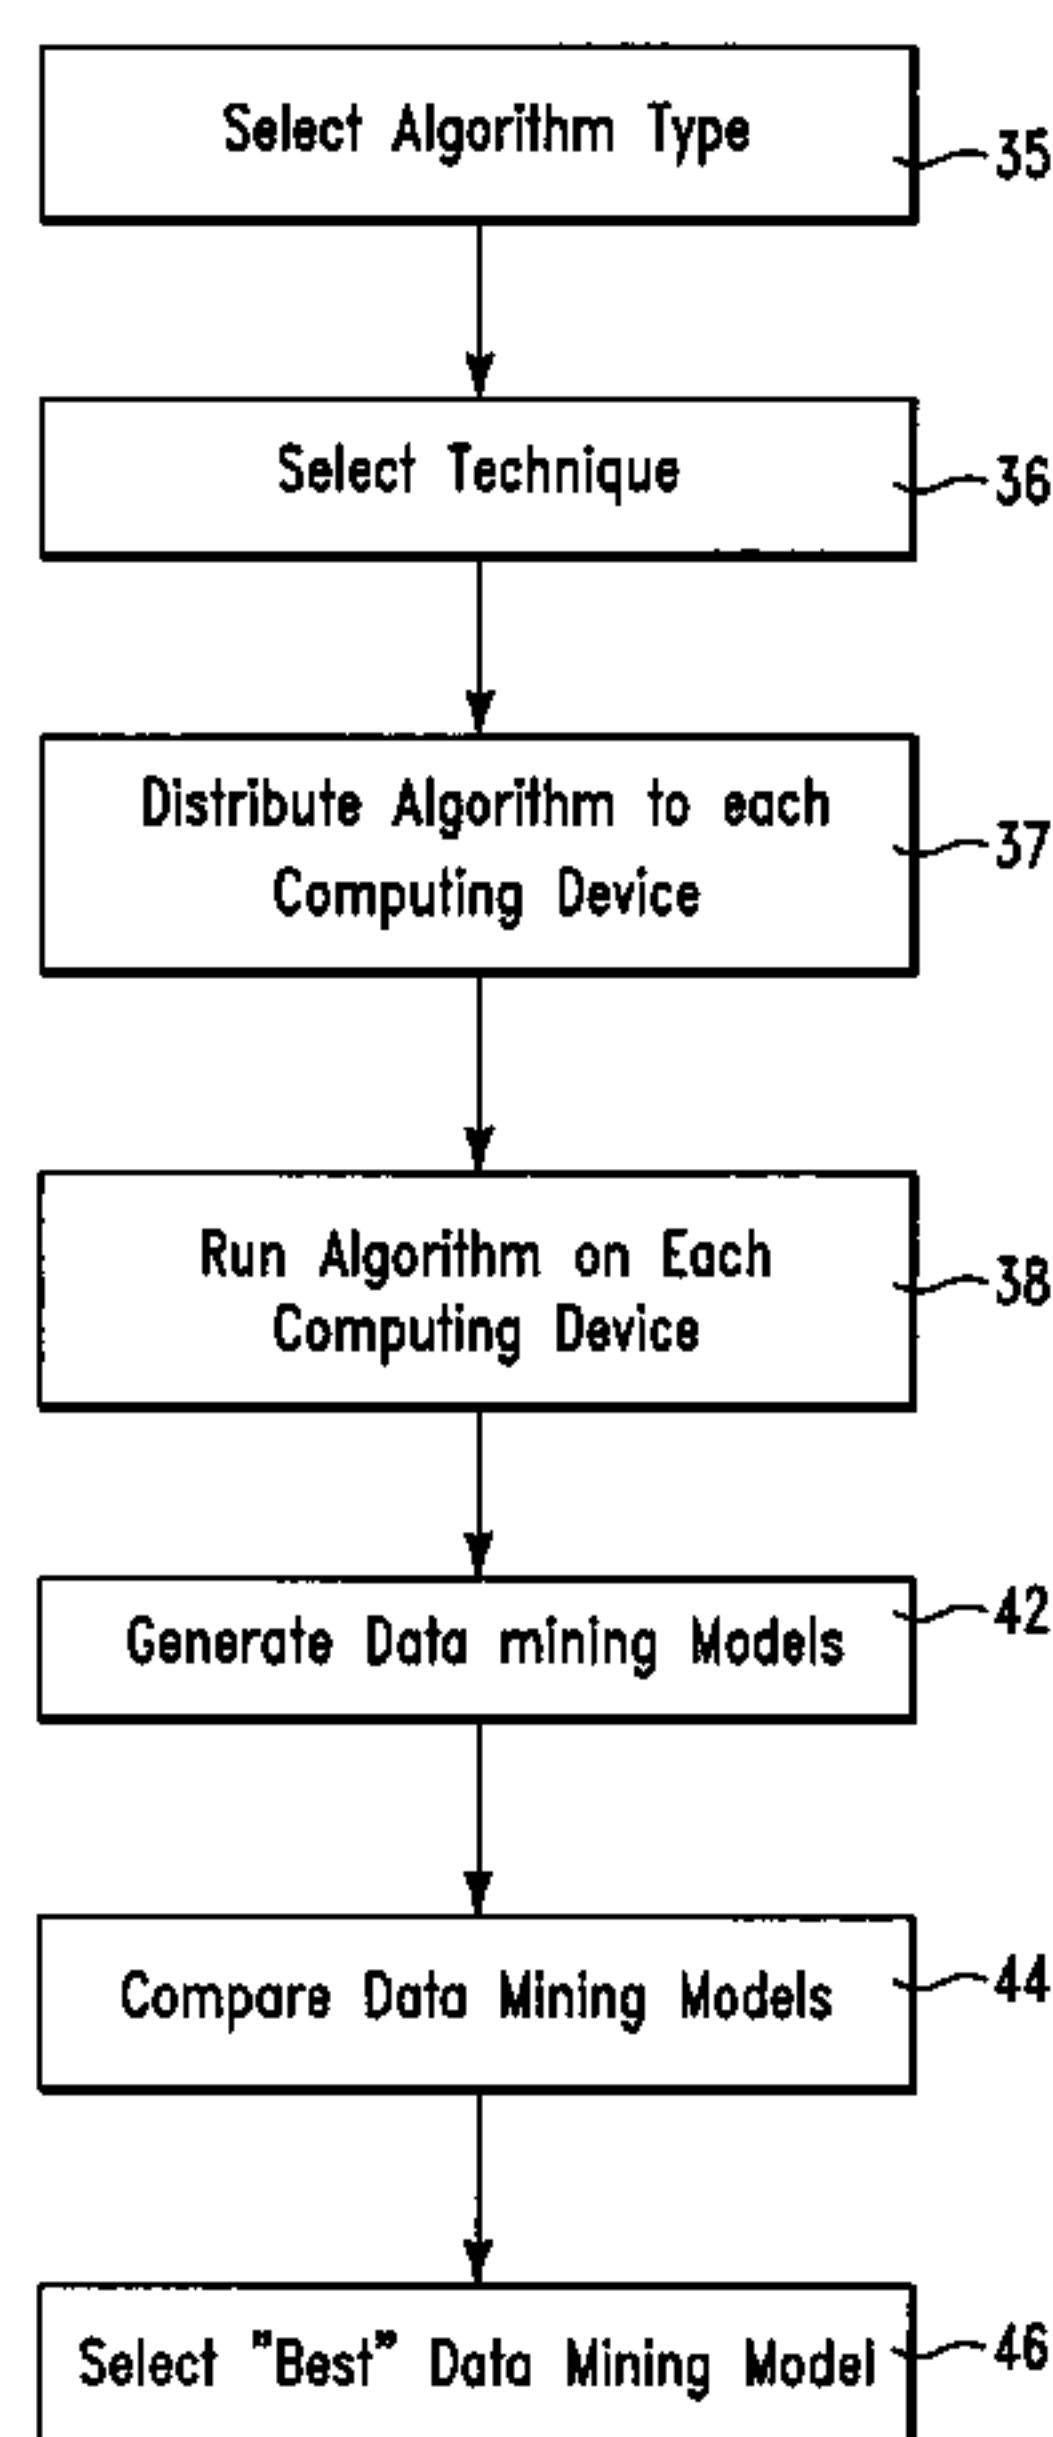 Select Algorithm Type
35
Select Technique
36
Distribute Algorithm to each
Computing Device
37
Run Algorithm on Each
Computing Device
38
Generate Data mining Models
42
Compare Data Mining Models
44
Select "Best" Data Mining Model
46